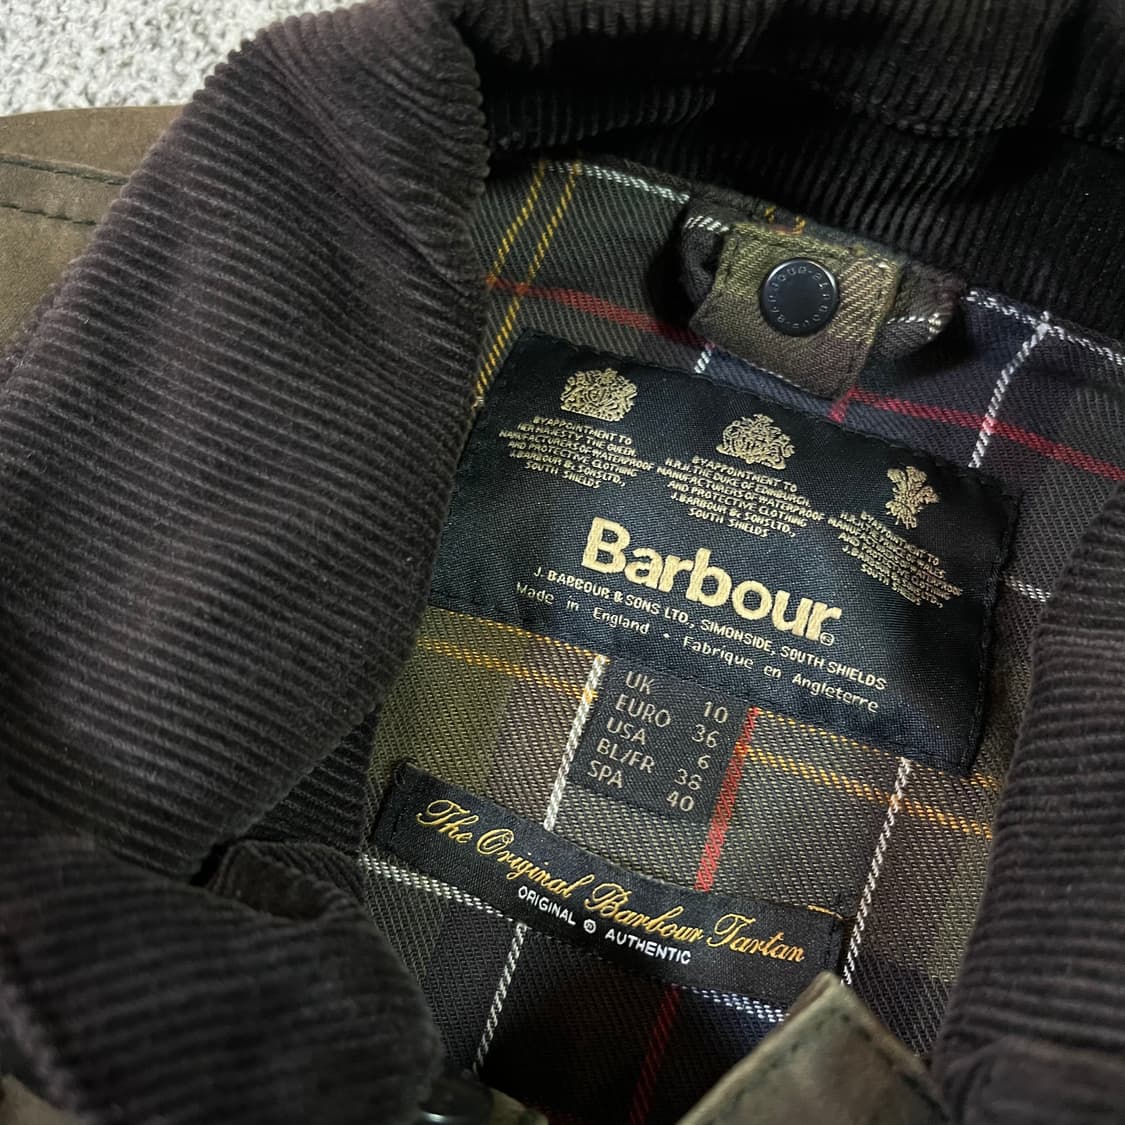 BY APPOINTMENT TO
HER MAJESTY THE QUEEN
MANUFACTURERS OF WATERPROOF
AND PROTECTIVE CLOTHING
J.BARBOUR & SONS LTD.,
SOUTH SHIELDS
BY APPOINTMENT TO
H.R.H. THE DUKE OF EDINBURGH
MANUFACTURERS OF WATERPROOF
AND PROTECTIVE CLOTHING
J.BARBOUR & SONS LTD.,
SOUTH SHIELDS
Barbour®
J. BARBOUR & SONS LTD., SIMONSIDE, SOUTH SHIELDS
Made in England • Fabrique en Angleterre
UK 10
EURO 36
USA 6
BL/FR 38
SPA 40
The Original Barbour Tartan
ORIGINAL ® AUTHENTIC